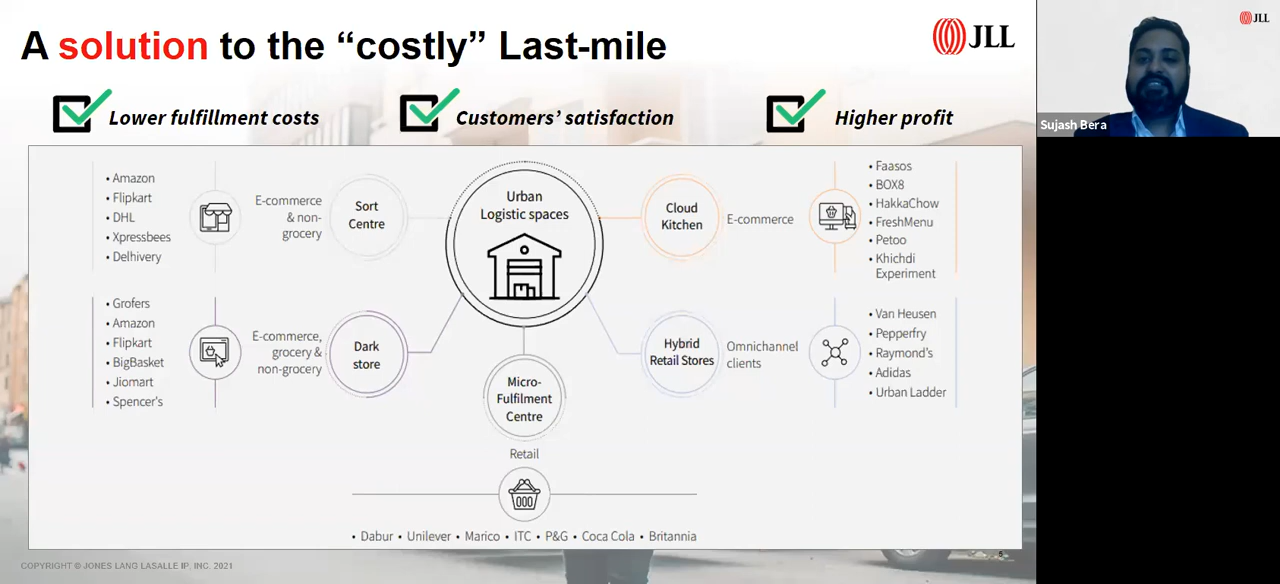 A solution to the “costly” Last-mile
JLL
JLL
Sujash Bera
Lower fulfillment costs
Customers’ satisfaction
Higher profit
• Amazon
• Flipkart
• DHL
• Xpressbees
• Delhivery
E-commerce
& non-
grocery
Sort
Centre
Urban
Logistic spaces
Cloud
Kitchen
E-commerce
• Faasos
• BOX8
• HakkaChow
• FreshMenu
• Petoo
• Khichdi
Experiment
• Grofers
• Amazon
• Flipkart
• BigBasket
• Jiomart
• Spencer's
E-commerce,
grocery &
non-grocery
Dark
store
Micro-
Fulfilment
Centre
Hybrid
Retail Stores
Omnichannel
clients
• Van Heusen
• Pepperfry
• Raymond's
• Adidas
• Urban Ladder
Retail
• Dabur • Unilever • Marico • ITC • P&G • Coca Cola • Britannia
COPYRIGHT © JONES LANG LASALLE IP, INC. 2021